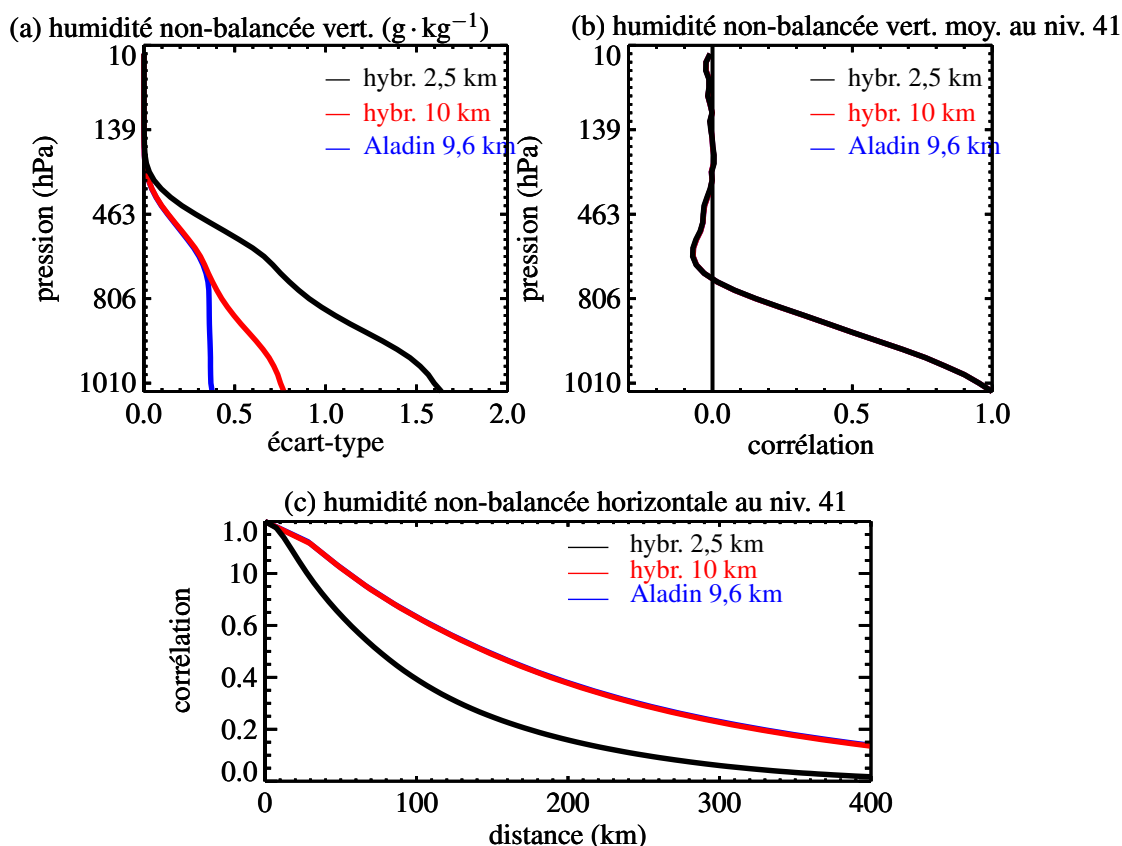 (a) humidité non-balancée vert. (g·kg⁻¹)
10
139
463
806
1010
pression (hPa)
hybr. 2,5 km
hybr. 10 km
Aladin 9,6 km
0.0 0.5 1.0 1.5 2.0
écart-type
(b) humidité non-balancée vert. moy. au niv. 41
10
139
463
806
1010
pression (hPa)
hybr. 2,5 km
hybr. 10 km
Aladin 9,6 km
0.0 0.5 1.0
corrélation
(c) humidité non-balancée horizontale au niv. 41
1.0
10
0.6
0.4
0.2
0.0
corrélation
hybr. 2,5 km
hybr. 10 km
Aladin 9,6 km
0 100 200 300 400
distance (km)